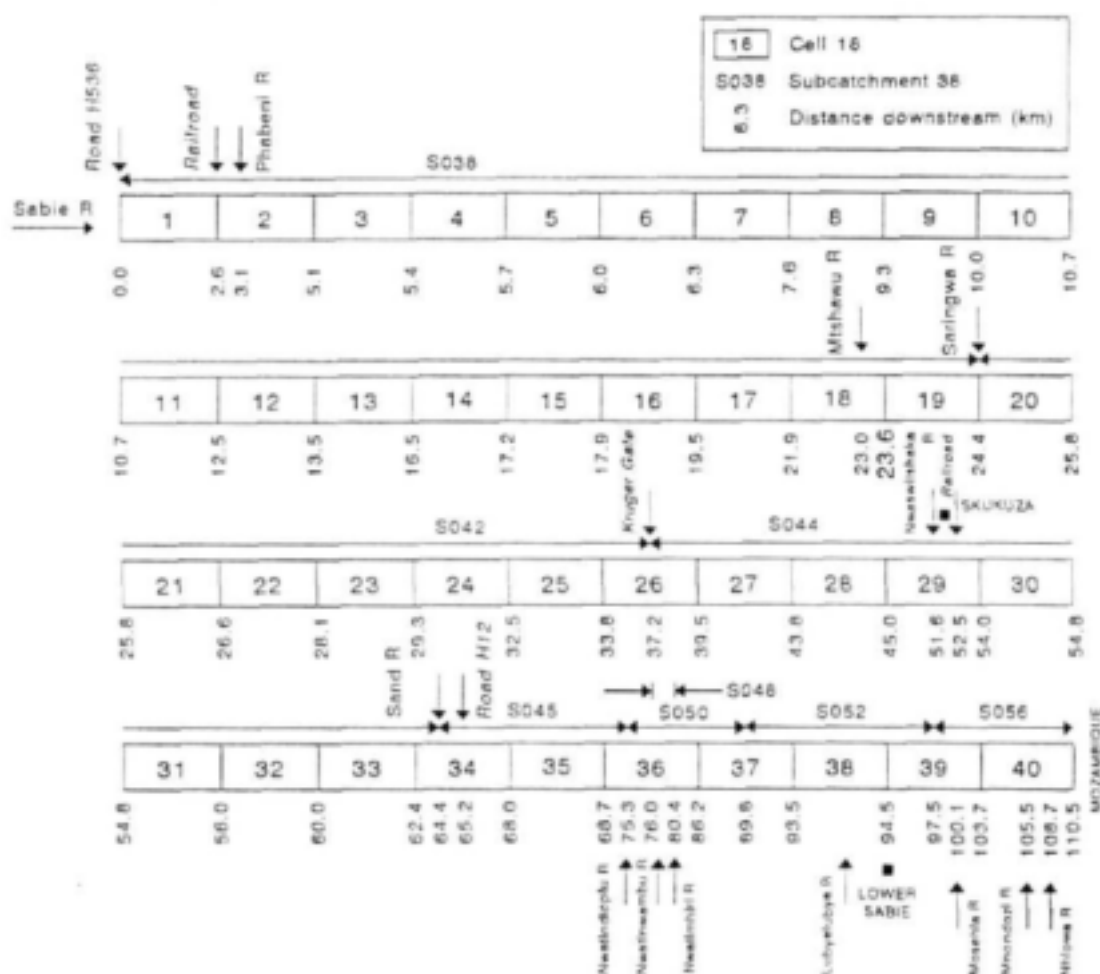 16 Cell 16
S038 Subcatchment 38
6.3 Distance downstream (km)
Road H536
Railroad
Phabeni R
S038
Sabie R
1 2 3 4 5 6 7 8 9 10
0.0 2.6 3.1 5.1 5.4 5.7 6.0 6.3 7.6 9.3 10.0 10.7
Mtshawu R
Saringwa R
11 12 13 14 15 16 17 18 19 20
10.7 12.5 13.5 16.5 17.2 17.9 19.5 21.9 23.0 23.6 24.4 25.8
Kruger Gate
Nwaswitshaka R
Railroad
SKUKUZA
S042 S044
21 22 23 24 25 26 27 28 29 30
25.8 26.6 28.1 29.3 32.5 33.8 37.2 39.5 43.8 45.0 51.6 52.5 54.0 54.8
Sand R
Road H12
S048
S045 S050 S052 S056
MOZAMBIQUE
31 32 33 34 35 36 37 38 39 40
54.8 56.0 60.0 62.4 64.4 65.2 68.0 68.7 75.3 76.0 80.4 86.2 89.8 93.5 94.5 97.5 100.1 103.7 105.5 108.7 110.5
Lubyelubye R
LOWER
SABIE
Mosehla R
Mnondozi R
Nhlowa R